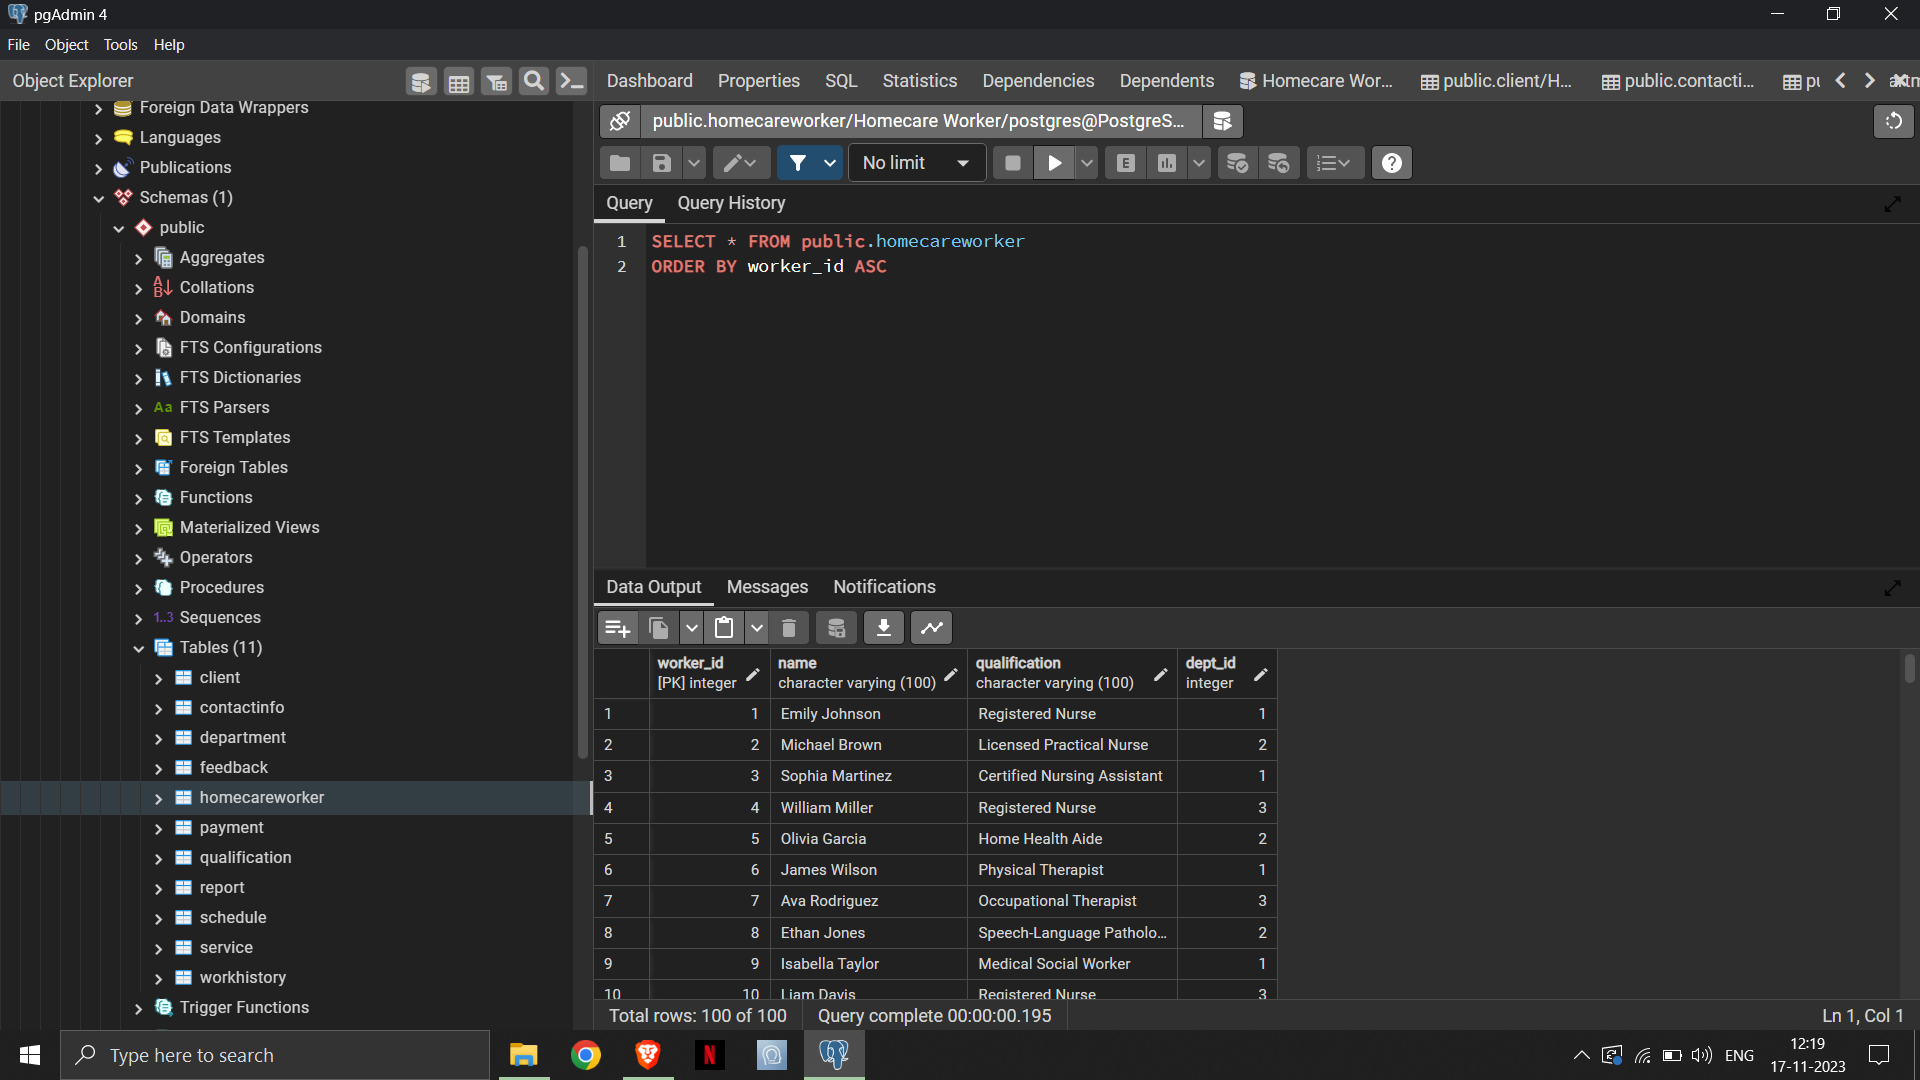 pgAdmin 4
File Object Tools Help
Object Explorer
Dashboard Properties SQL Statistics Dependencies Dependents Homecare Wor... public.client/H... public.contacti...
Foreign Data Wrappers
Languages
Publications
Schemas (1)
public
Aggregates
Collations
Domains
FTS Configurations
FTS Dictionaries
Aa FTS Parsers
FTS Templates
Foreign Tables
Functions
Materialized Views
Operators
Procedures
1..3 Sequences
Tables (11)
client
contactinfo
department
feedback
homecareworker
payment
qualification
report
schedule
service
workhistory
Trigger Functions
public.homecareworker/Homecare Worker/postgres@PostgreS...
No limit E
Query Query History
1 SELECT * FROM public.homecareworker
2 ORDER BY worker_id ASC
Data Output Messages Notifications
worker_id name qualification dept_id
[PK] integer character varying (100) character varying (100) integer
1 1 Emily Johnson Registered Nurse 1
2 2 Michael Brown Licensed Practical Nurse 2
3 3 Sophia Martinez Certified Nursing Assistant 1
4 4 William Miller Registered Nurse 3
5 5 Olivia Garcia Home Health Aide 2
6 6 James Wilson Physical Therapist 1
7 7 Ava Rodriguez Occupational Therapist 3
8 8 Ethan Jones Speech-Language Patholo... 2
9 9 Isabella Taylor Medical Social Worker 1
10 10 Liam Davis Registered Nurse 3
Total rows: 100 of 100 Query complete 00:00:00.195 Ln 1, Col 1
Type here to search
N
ENG
12:19
17-11-2023